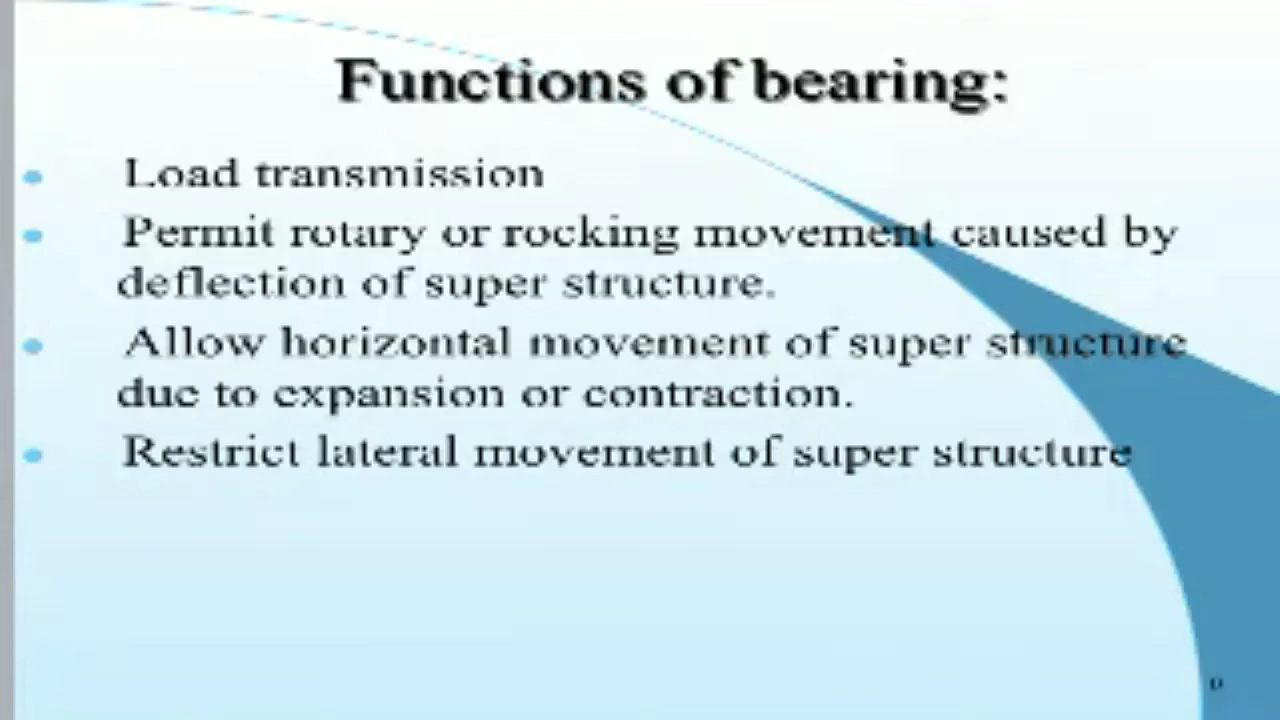 Functions of bearing:
Load transmission
Permit rotary or rocking movement caused by
deflection of super structure.
Allow horizontal movement of super structure
due to expansion or contraction.
Restrict lateral movement of super structure